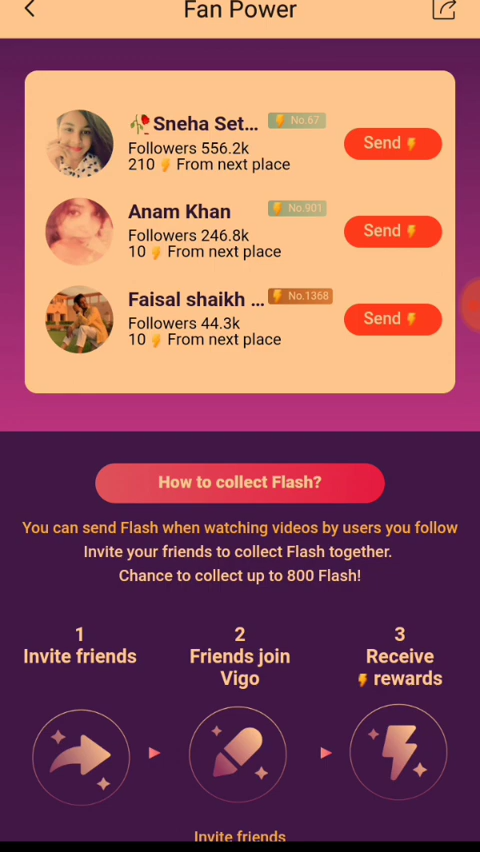 Fan Power
Sneha Set...
No.67
Followers 556.2k
210 From next place
Send
Anam Khan
No.901
Followers 246.8k
10 From next place
Send
Faisal shaikh ...
No.1368
Followers 44.3k
10 From next place
Send
How to collect Flash?
You can send Flash when watching videos by users you follow
Invite your friends to collect Flash together.
Chance to collect up to 800 Flash!
1
Invite friends
2
Friends join
Vigo
3
Receive
rewards
Invite friends